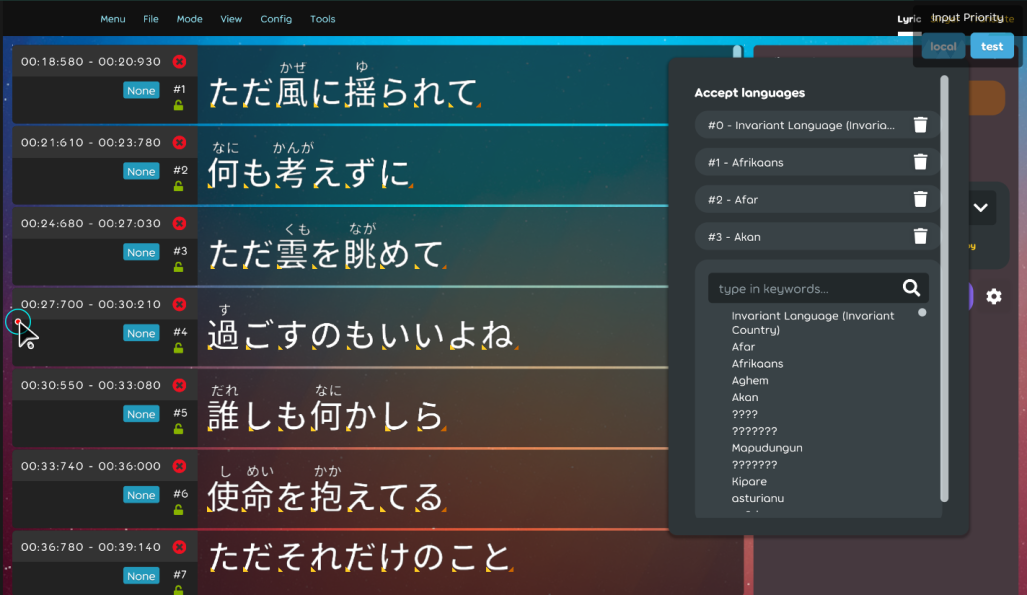 Menu File Mode View Config Tools
Input Priority
local test
00:18:580 - 00:20:930
None #1
かぜ ゆ
ただ風に揺られて
00:21:610 - 00:23:780
None #2
なに かんが
何も考えずに
00:24:680 - 00:27:030
None #3
くも なが
ただ雲を眺めて
00:27:700 - 00:30:210
None #4
す
過ごすのもいいよね
00:30:550 - 00:33:080
None #5
だれ なに
誰しも何かしら
00:33:740 - 00:36:000
None #6
し めい かか
使命を抱えてる
00:36:780 - 00:39:140
None #7
ただそれだけのこと
Accept languages
#0 - Invariant Language (Invaria...
#1 - Afrikaans
#2 - Afar
#3 - Akan
type in keywords...
Invariant Language (Invariant
Country)
Afar
Afrikaans
Aghem
Akan
????
???????
Mapudungun
???????
Kipare
asturianu